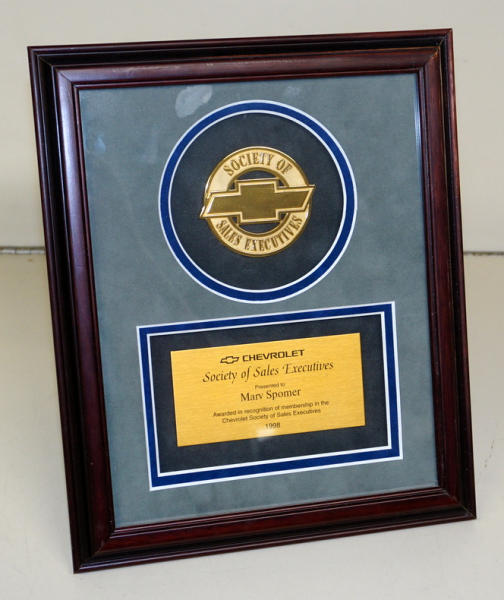 SOCIETY OF
SALES EXECUTIVES
CHEVROLET
Society of Sales Executives
Presented to
Marv Spomer
Awarded in recognition of membership in the
Chevrolet Society of Sales Executives
1998